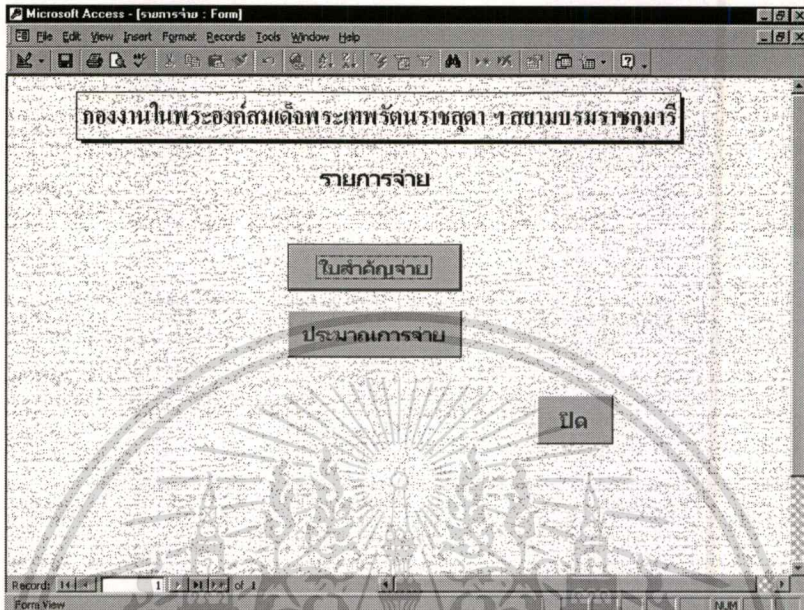 Microsoft Access - [รายการจ่าย : Form]
File Edit View Insert Format Records Tools Window Help
กองงานในพระองค์สมเด็จพระเทพรัตนราชสุดา ฯ สยามบรมราชกุมารี
รายการจ่าย
ใบสำคัญจ่าย
ประมาณการจ่าย
ปิด
Record: 1 of 1
Form View NUM